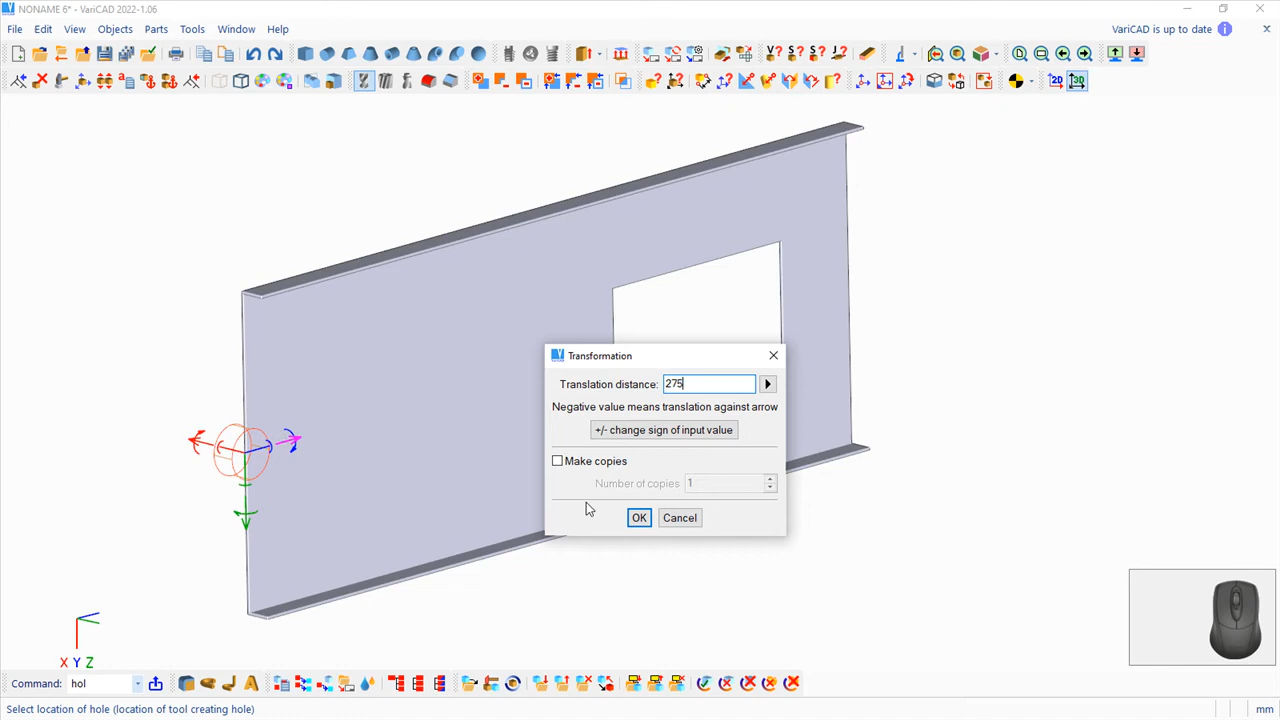 NONAME 6* - VariCAD 2022-1.06
File Edit View Objects Parts Tools Window Help
VariCAD is up to date
V? S? S? J?
2D 3D
Transformation
Translation distance: 275
Negative value means translation against arrow
+/- change sign of input value
Make copies
Number of copies 1
OK Cancel
X Y Z
Command: hol
Select location of hole (location of tool creating hole)
mm